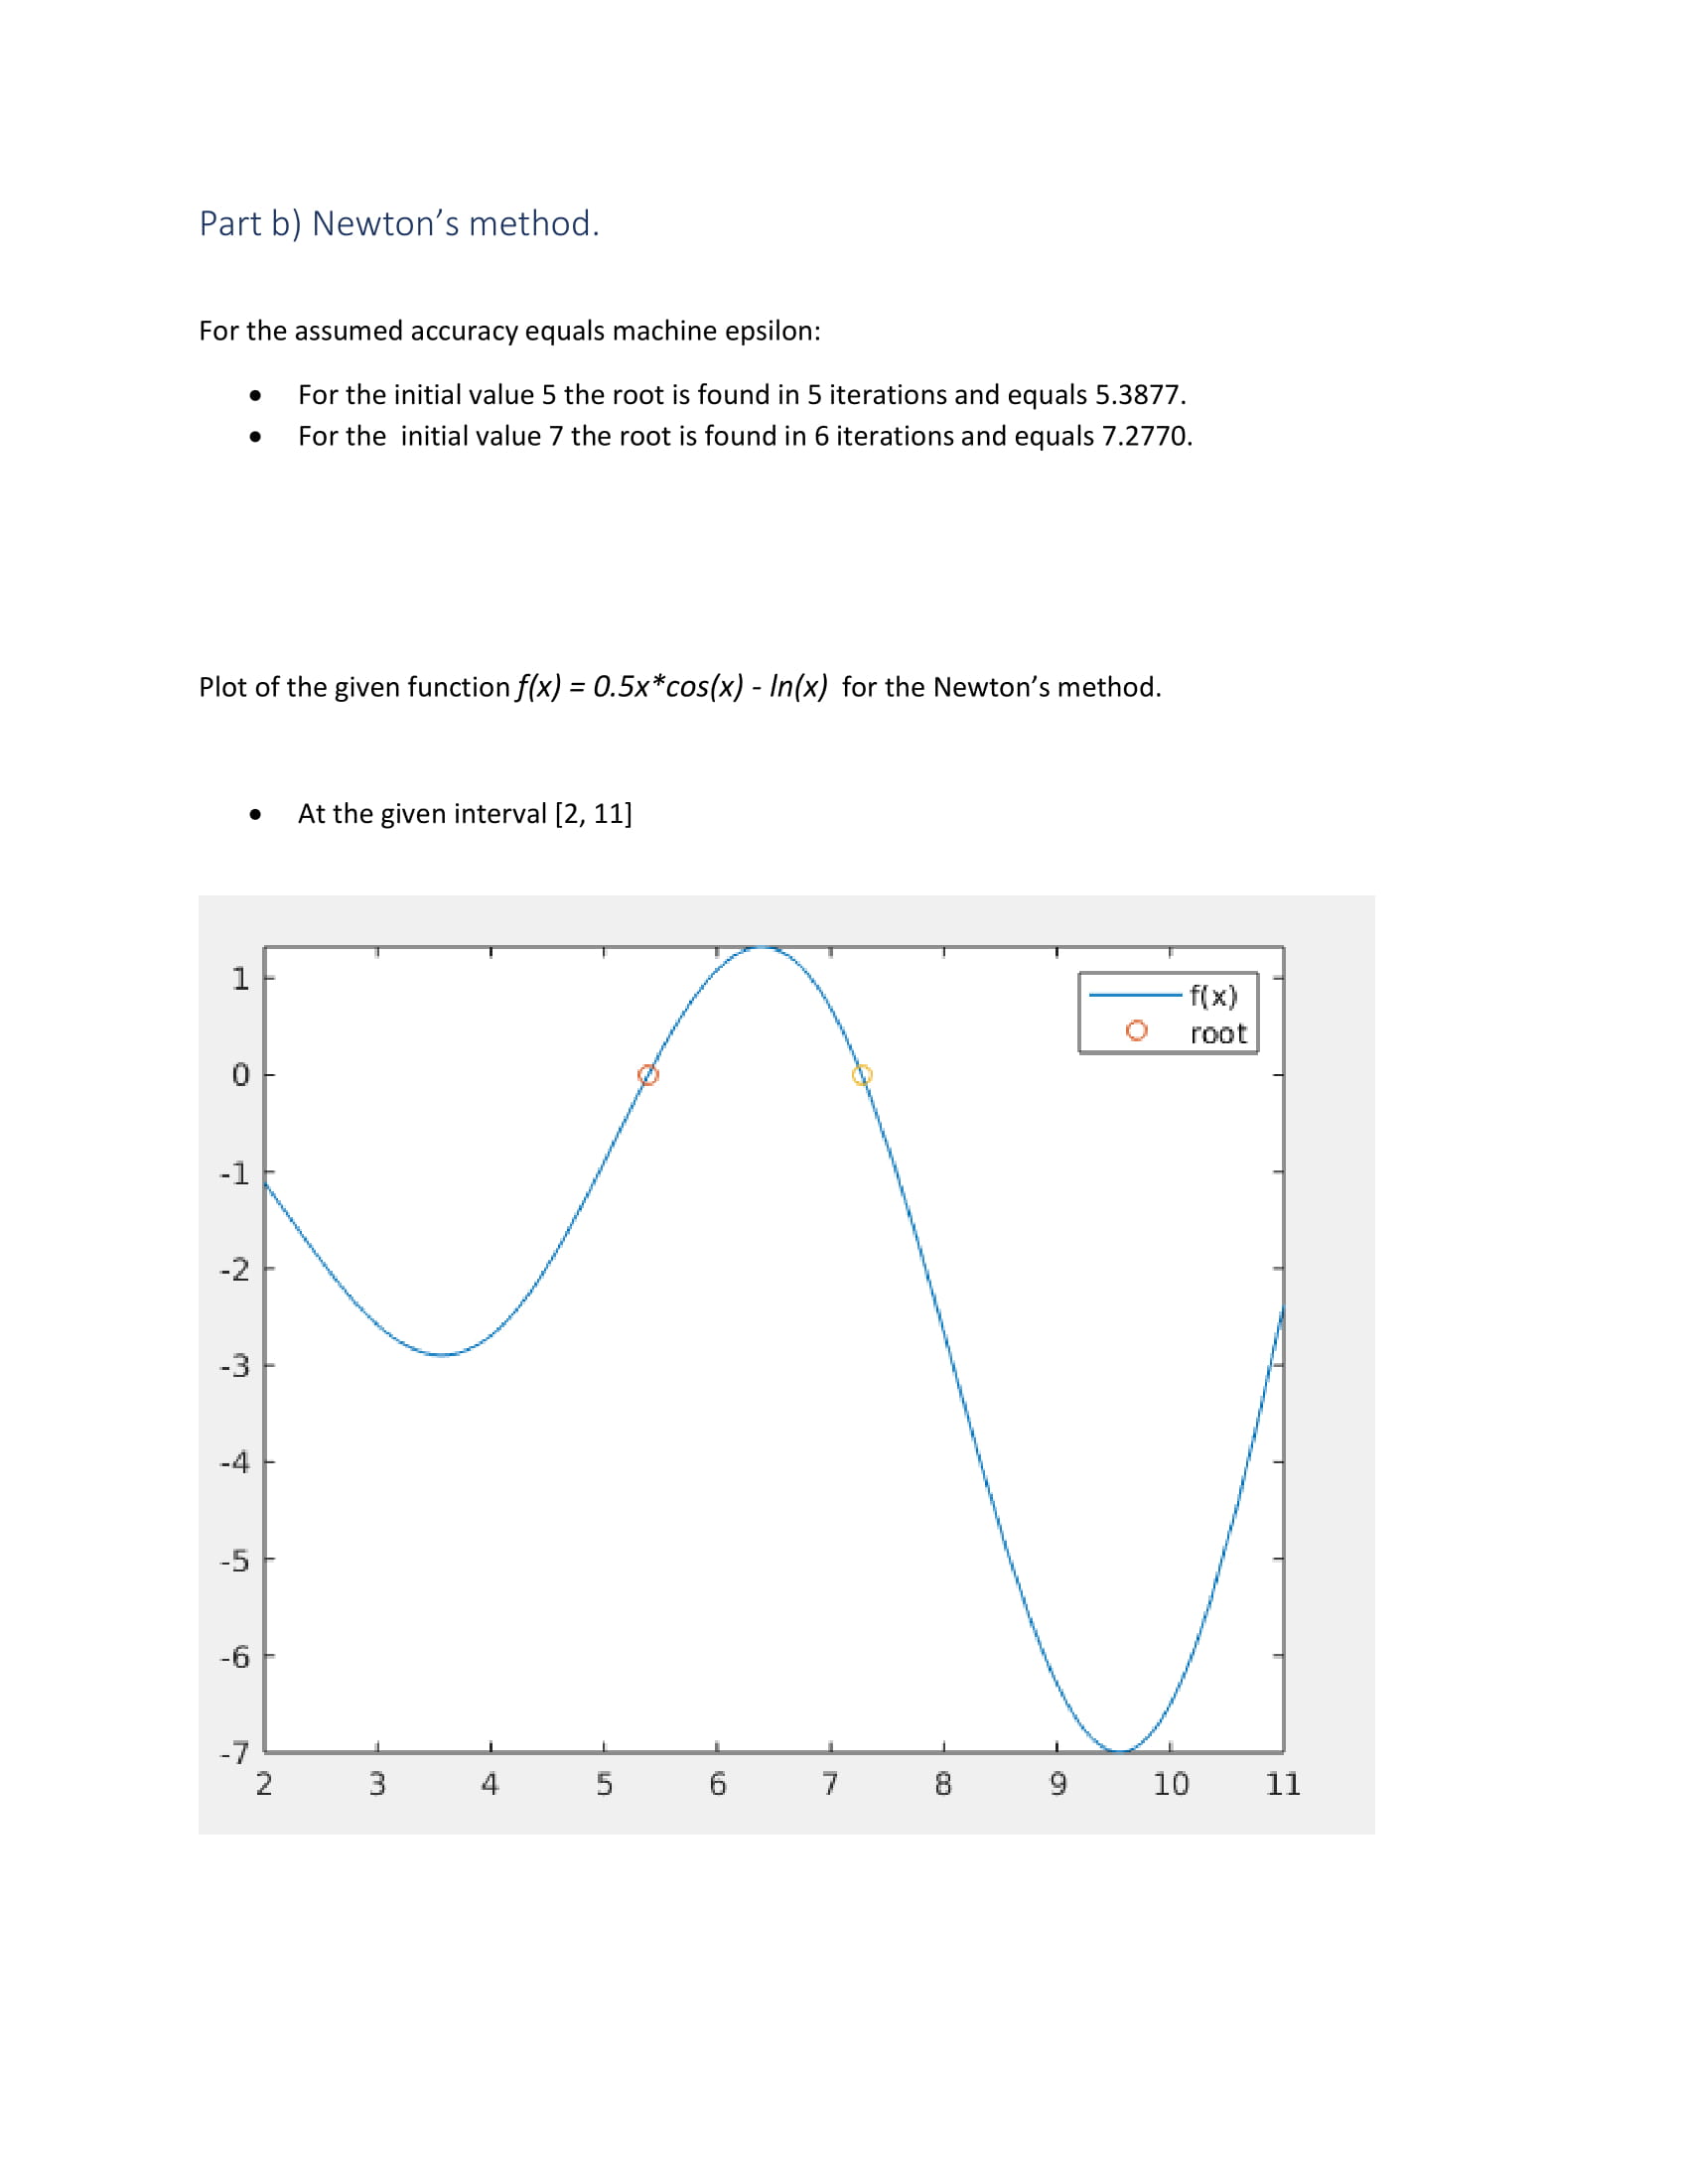 Part b) Newton’s method.
For the assumed accuracy equals machine epsilon:
• For the initial value 5 the root is found in 5 iterations and equals 5.3877.
• For the  initial value 7 the root is found in 6 iterations and equals 7.2770.
Plot of the given function f(x) = 0.5x*cos(x) - ln(x)  for the Newton’s method.
• At the given interval [2, 11]
f(x)
root
1
0
-1
-2
-3
-4
-5
-6
-7
2 3 4 5 6 7 8 9 10 11